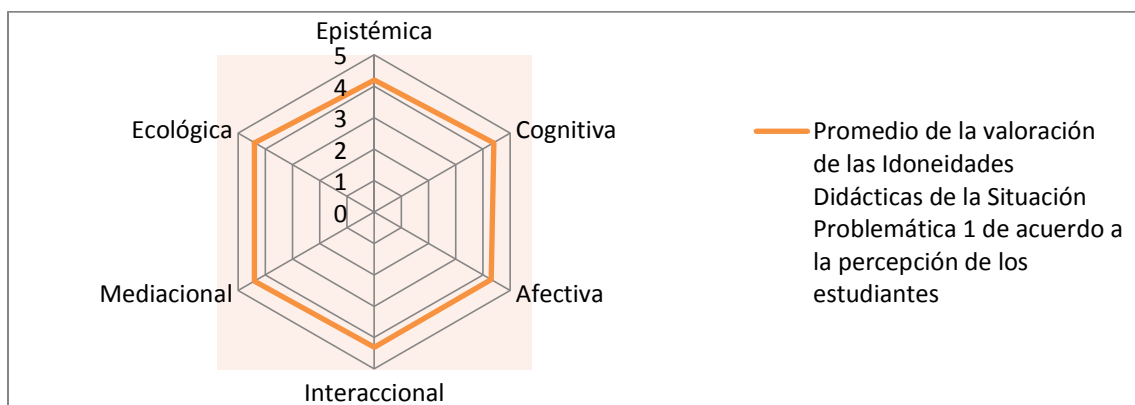 Epistémica
5
4
3
2
1
0
Cognitiva
Afectiva
Interaccional
Mediacional
Ecológica
Promedio de la valoración
de las Idoneidades
Didácticas de la Situación
Problemática 1 de acuerdo a
la percepción de los
estudiantes